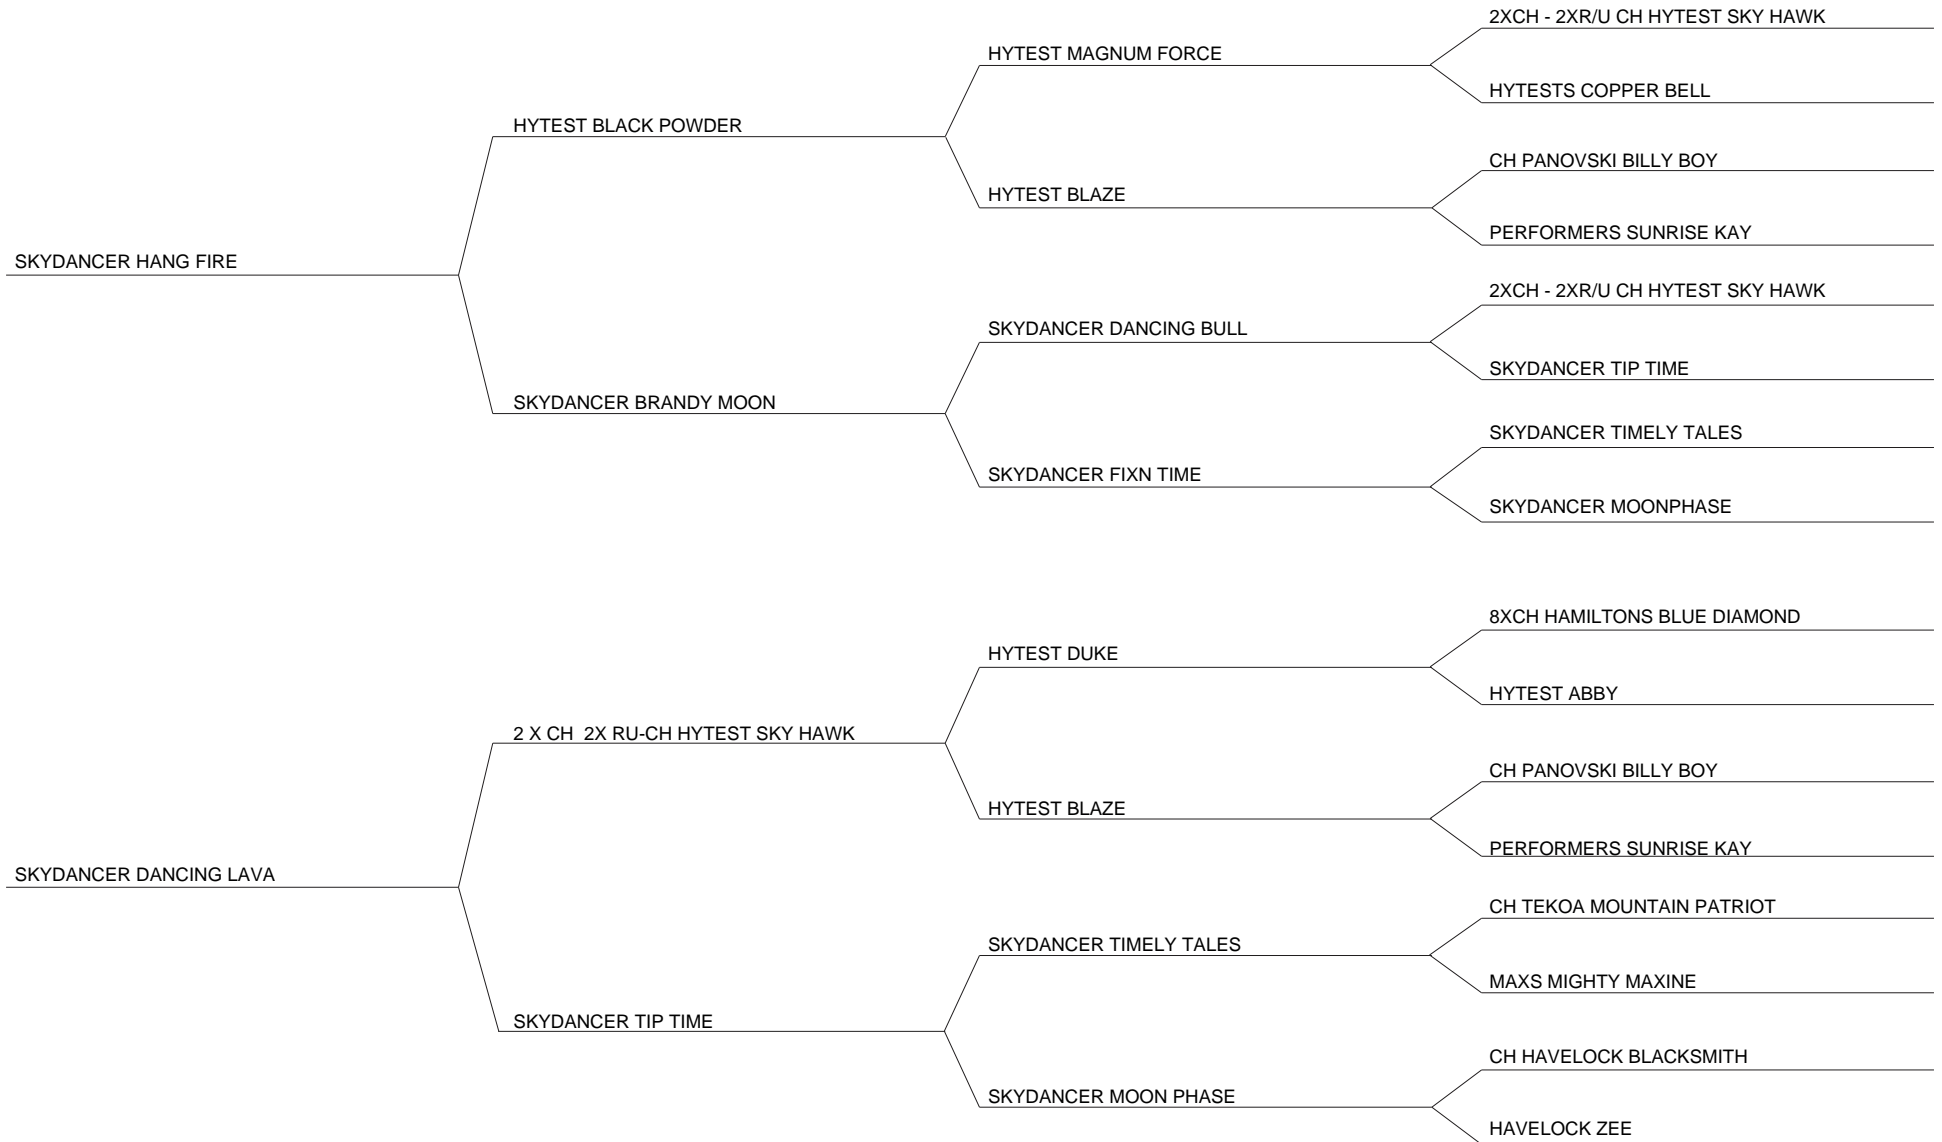 2XCH - 2XR/U CH HYTEST SKY HAWK
HYTEST MAGNUM FORCE
HYTESTS COPPER BELL
HYTEST BLACK POWDER
CH PANOVSKI BILLY BOY
HYTEST BLAZE
PERFORMERS SUNRISE KAY
SKYDANCER HANG FIRE
2XCH - 2XR/U CH HYTEST SKY HAWK
SKYDANCER DANCING BULL
SKYDANCER TIP TIME
SKYDANCER BRANDY MOON
SKYDANCER TIMELY TALES
SKYDANCER FIXN TIME
SKYDANCER MOONPHASE
8XCH HAMILTONS BLUE DIAMOND
HYTEST DUKE
HYTEST ABBY
2 X CH  2X RU-CH HYTEST SKY HAWK
CH PANOVSKI BILLY BOY
HYTEST BLAZE
PERFORMERS SUNRISE KAY
SKYDANCER DANCING LAVA
CH TEKOA MOUNTAIN PATRIOT
SKYDANCER TIMELY TALES
MAXS MIGHTY MAXINE
SKYDANCER TIP TIME
CH HAVELOCK BLACKSMITH
SKYDANCER MOON PHASE
HAVELOCK ZEE